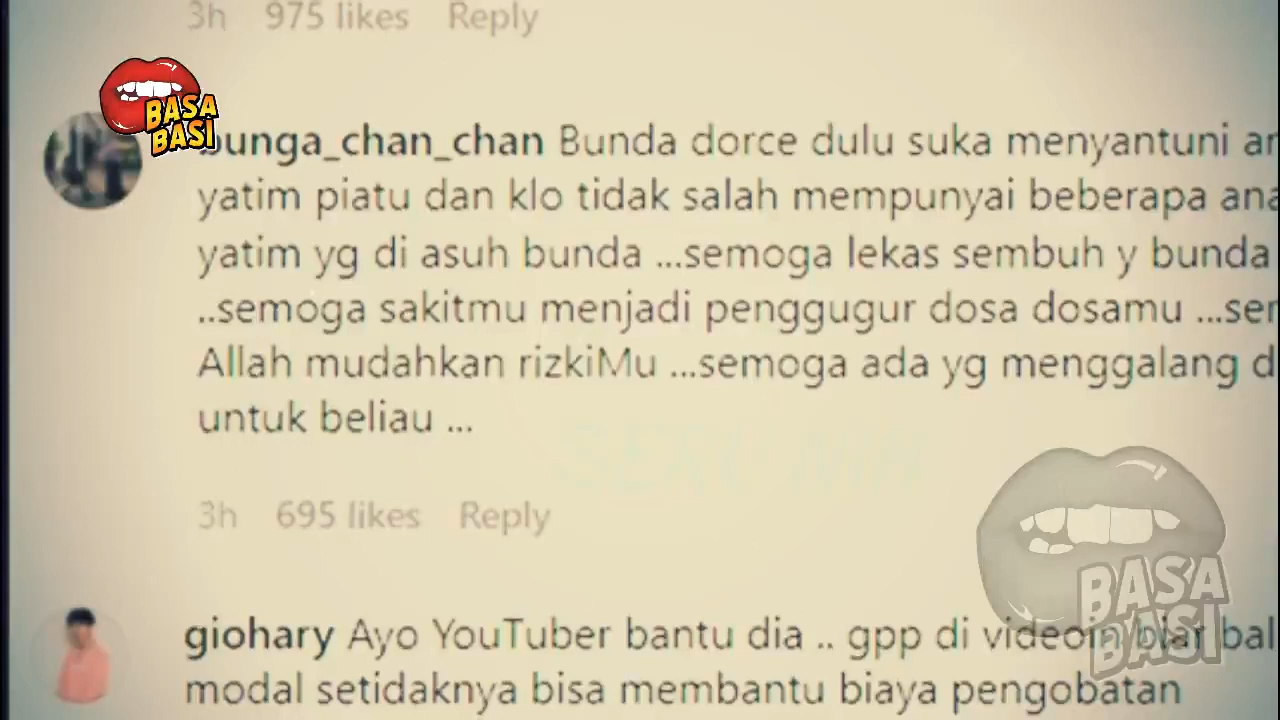 3h 975 likes Reply
BASA
BASI
bunga_chan_chan Bunda dorce dulu suka menyantuni
yatim piatu dan klo tidak salah mempunyai beberapa
yatim yg di asuh bunda ...semoga lekas sembuh y bunda
..semoga sakitmu menjadi penggugur dosa dosamu ...
Allah mudahkan rizkiMu ...semoga ada yg menggalang
untuk beliau ...
3h 695 likes Reply
BASA
BASI
giohary Ayo YouTuber bantu dia .. gpp di videoin biar
modal setidaknya bisa membantu biaya pengobatan